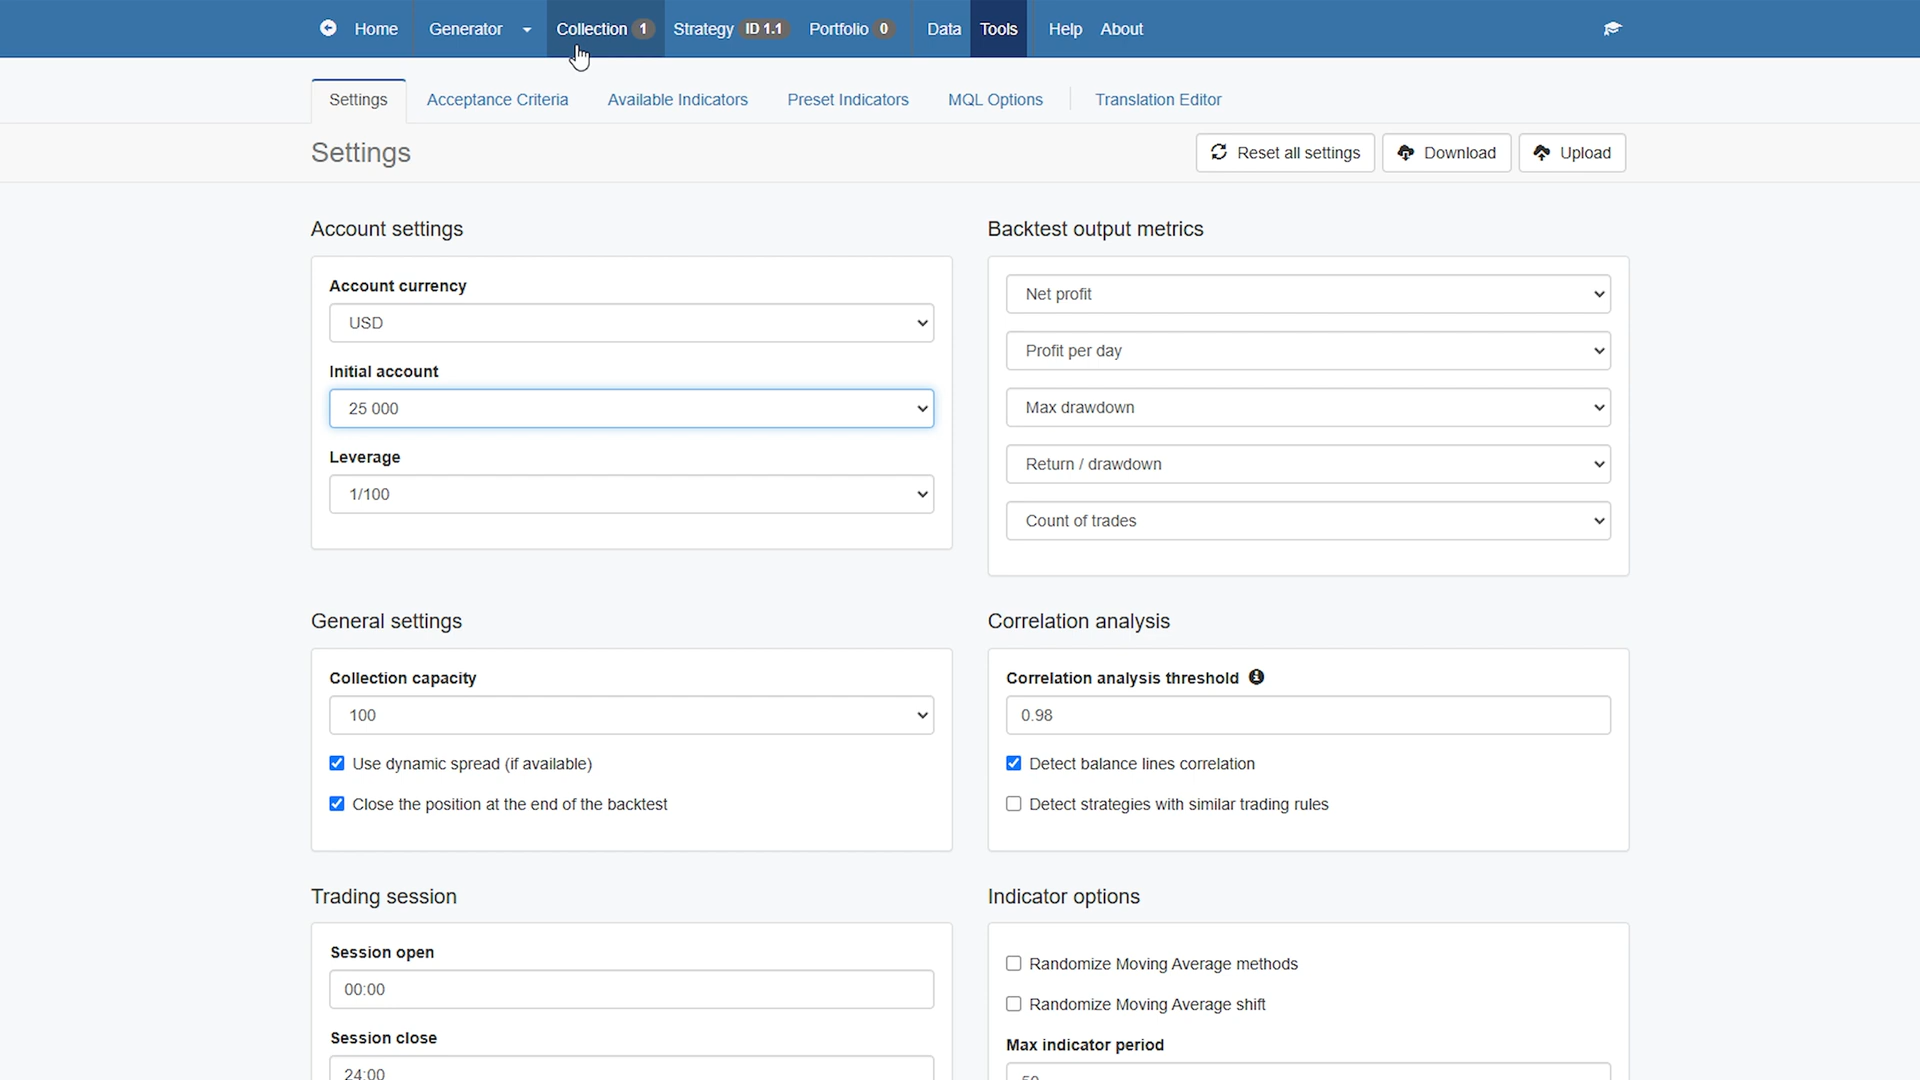 Home Generator Collection 1 Strategy ID 1.1 Portfolio 0 Data Tools Help About
Settings Acceptance Criteria Available Indicators Preset Indicators MQL Options Translation Editor
Settings Reset all settings Download Upload
Account settings
Account currency
USD
Initial account
25 000
Leverage
1/100
Backtest output metrics
Net profit
Profit per day
Max drawdown
Return / drawdown
Count of trades
General settings
Collection capacity
100
Use dynamic spread (if available)
Close the position at the end of the backtest
Correlation analysis
Correlation analysis threshold
0.98
Detect balance lines correlation
Detect strategies with similar trading rules
Trading session
Session open
00:00
Session close
24:00
Indicator options
Randomize Moving Average methods
Randomize Moving Average shift
Max indicator period